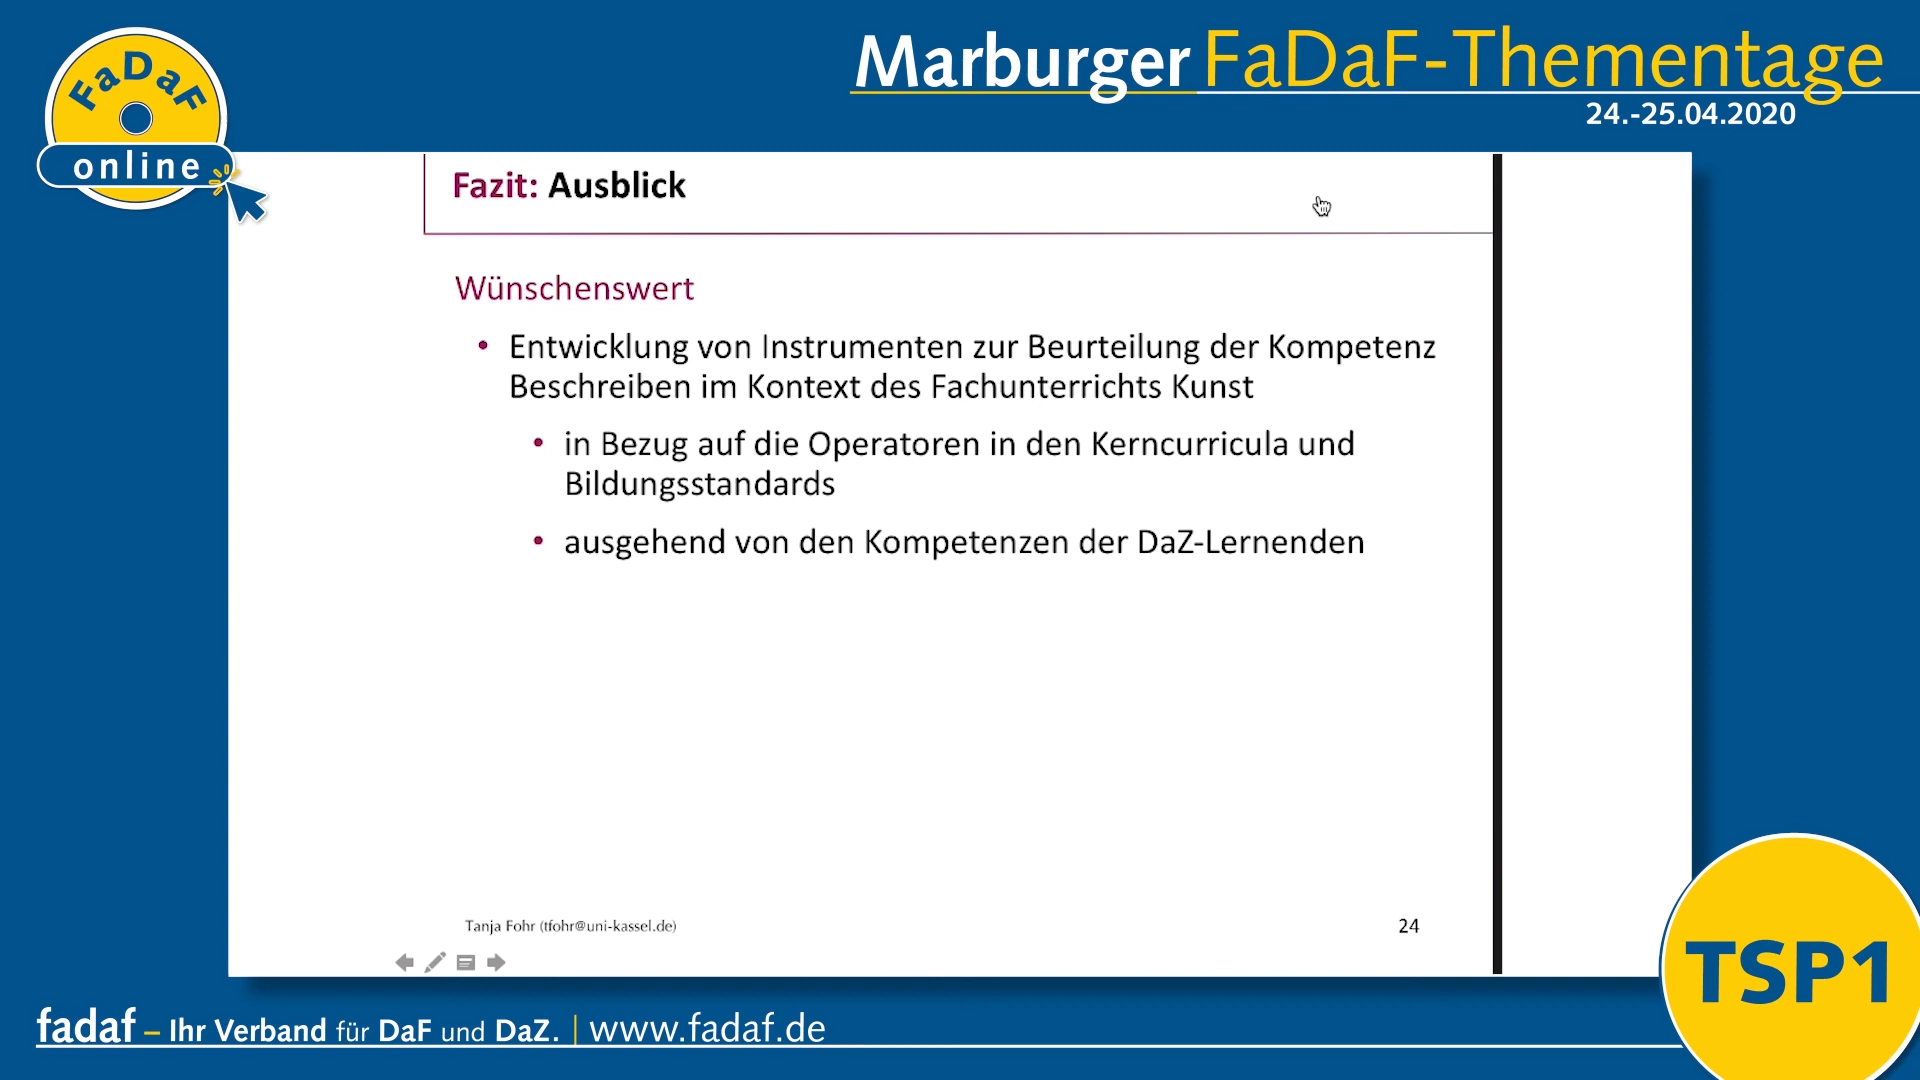 FaDaF
online
Marburger FaDaF-Thementage
24.-25.04.2020
Fazit: Ausblick
Wünschenswert
• Entwicklung von Instrumenten zur Beurteilung der Kompetenz
Beschreiben im Kontext des Fachunterrichts Kunst
• in Bezug auf die Operatoren in den Kerncurricula und
Bildungsstandards
• ausgehend von den Kompetenzen der DaZ-Lernenden
Tanja Fohr (tfohr@uni-kassel.de)
24
TSP1
fadaf – Ihr Verband für DaF und DaZ. | www.fadaf.de